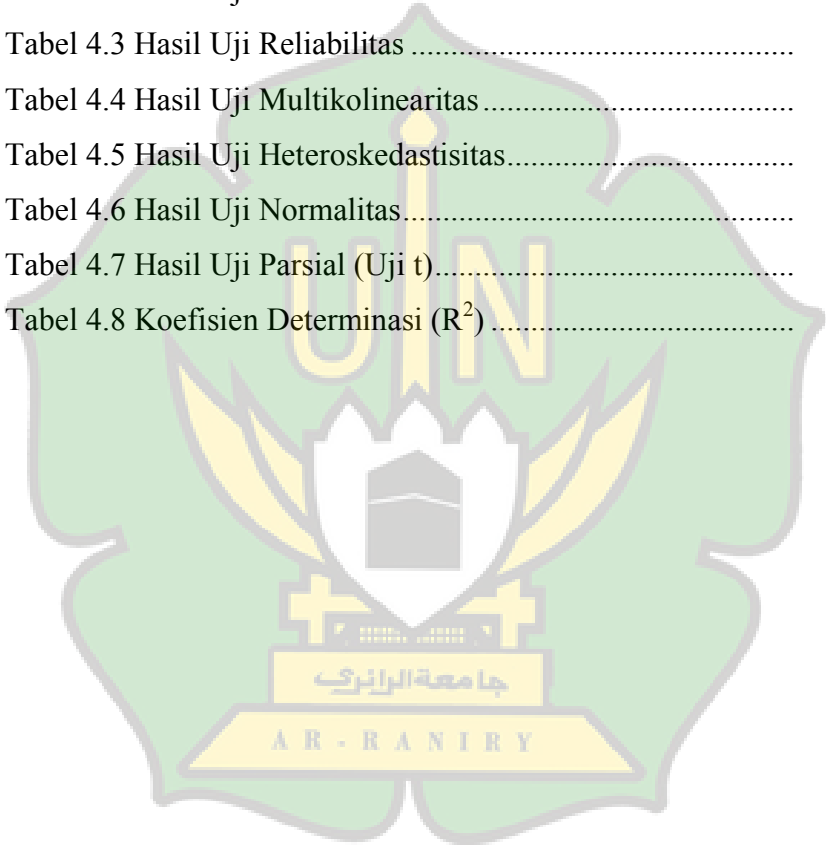 Tabel 4.3 Hasil Uji Reliabilitas ................................................
Tabel 4.4 Hasil Uji Multikolinearitas .......................................
Tabel 4.5 Hasil Uji Heteroskedastisitas....................................
Tabel 4.6 Hasil Uji Normalitas.................................................
Tabel 4.7 Hasil Uji Parsial (Uji t).............................................
Tabel 4.8 Koefisien Determinasi (R²) ......................................
UIN
جامعةالرانري
AR-RANIRY